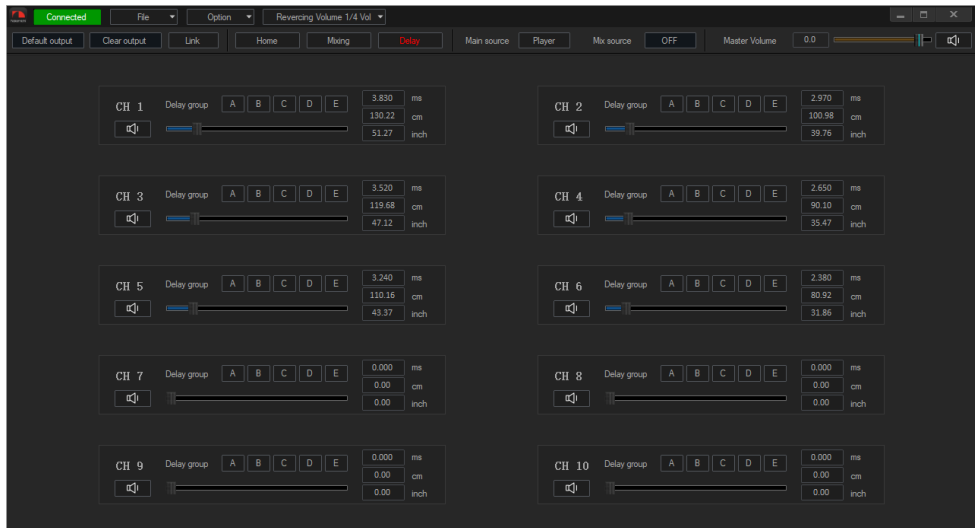 Connected File Option Revercing Volume 1/4 Vol
Default output Clear output Link Home Mixing Delay Main source Player Mix source OFF Master Volume 0.0
CH 1 Delay group A B C D E 3.830 ms
130.22 cm
51.27 inch
CH 2 Delay group A B C D E 2.970 ms
100.98 cm
39.76 inch
CH 3 Delay group A B C D E 3.520 ms
119.68 cm
47.12 inch
CH 4 Delay group A B C D E 2.650 ms
90.10 cm
35.47 inch
CH 5 Delay group A B C D E 3.240 ms
110.16 cm
43.37 inch
CH 6 Delay group A B C D E 2.380 ms
80.92 cm
31.86 inch
CH 7 Delay group A B C D E 0.000 ms
0.00 cm
0.00 inch
CH 8 Delay group A B C D E 0.000 ms
0.00 cm
0.00 inch
CH 9 Delay group A B C D E 0.000 ms
0.00 cm
0.00 inch
CH 10 Delay group A B C D E 0.000 ms
0.00 cm
0.00 inch